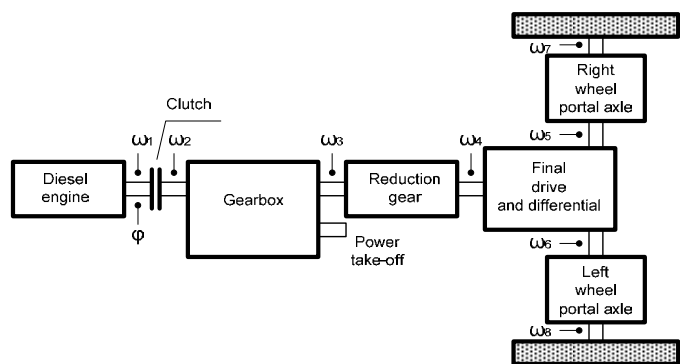 ω7
Right
wheel
portal axle
Clutch
ω1
ω2
ω3
ω4
ω5
Diesel
engine
Gearbox
Reduction
gear
Final
drive
and differential
φ
Power
take-off
ω6
Left
wheel
portal axle
ω8